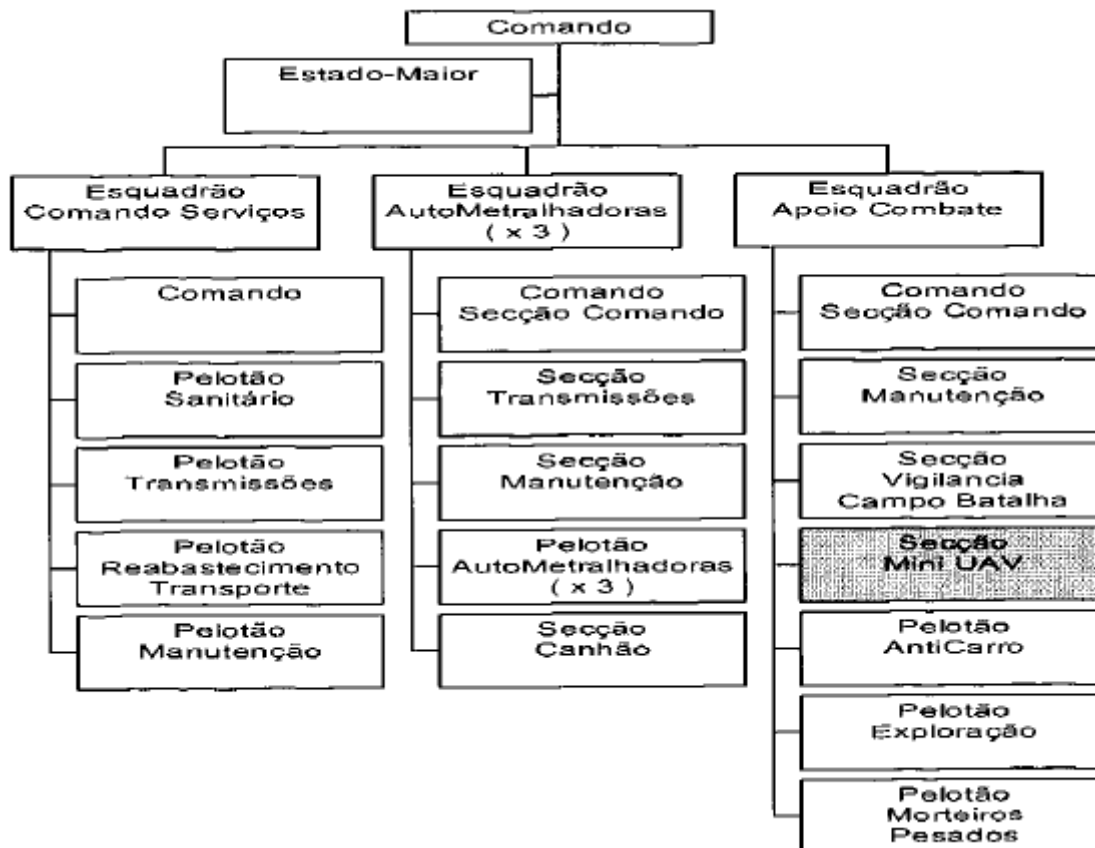 Comando
Estado-Maior
Esquadrão
Comando Serviços
Esquadrão
AutoMetralhadoras
( x 3 )
Esquadrão
Apoio Combate
Comando
Pelotão
Sanitário
Pelotão
Transmissões
Pelotão
Reabastecimento
Transporte
Pelotão
Manutenção
Comando
Secção Comando
Secção
Transmissões
Secção
Manutenção
Pelotão
AutoMetralhadoras
( x 3 )
Secção
Canhão
Comando
Secção Comando
Secção
Manutenção
Secção
Vigilancia
Campo Batalha
Secção
Mini UAV
Pelotão
AntiCarro
Pelotão
Exploração
Pelotão
Morteiros
Pesados